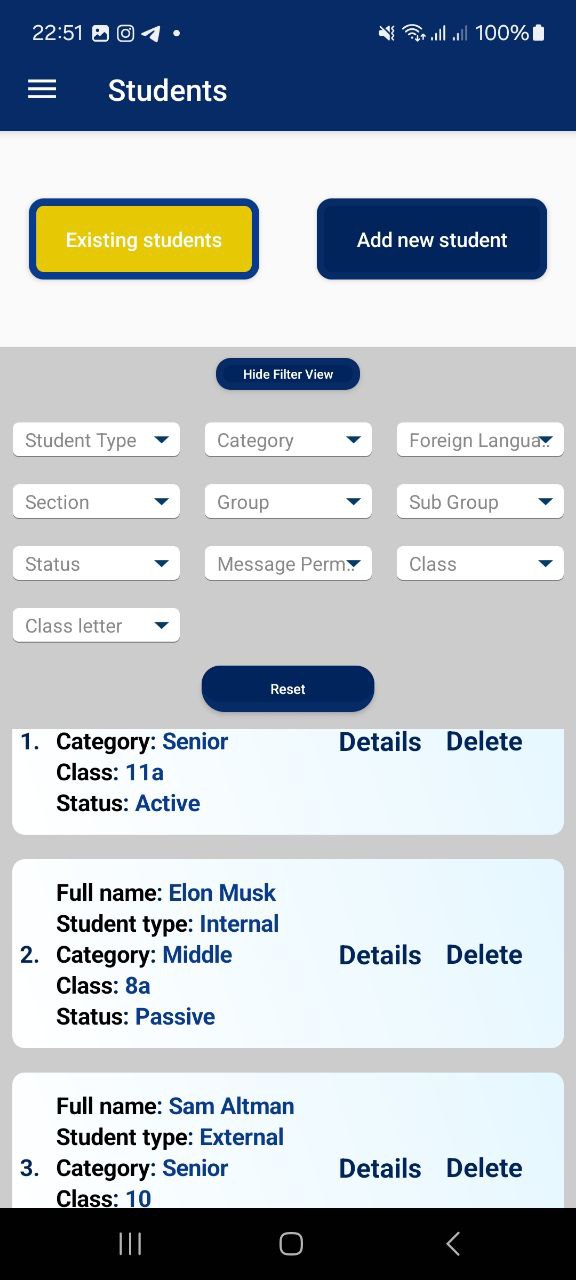 22:51 100%
Students
Existing students Add new student
Hide Filter View
Student Type Category Foreign Langua..
Section Group Sub Group
Status Message Perm.. Class
Class letter
Reset
1. Category: Senior Details Delete
Class: 11a
Status: Active
Full name: Elon Musk
Student type: Internal
2. Category: Middle Details Delete
Class: 8a
Status: Passive
Full name: Sam Altman
Student type: External
3. Category: Senior Details Delete
Class: 10